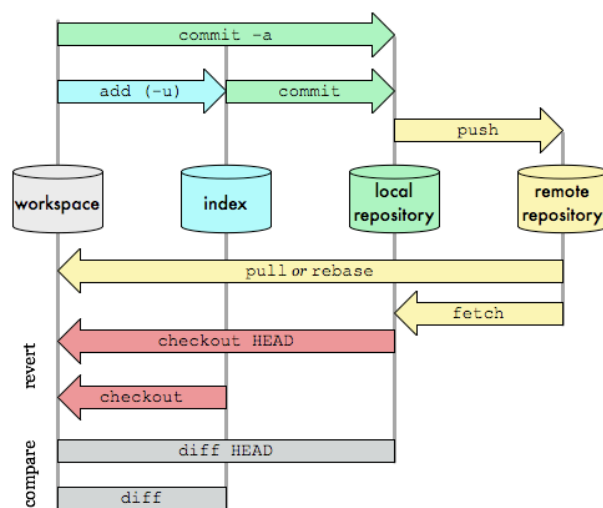 commit -a
add (-u)
commit
push
workspace
index
local
repository
remote
repository
pull or rebase
fetch
revert
checkout HEAD
checkout
compare
diff HEAD
diff